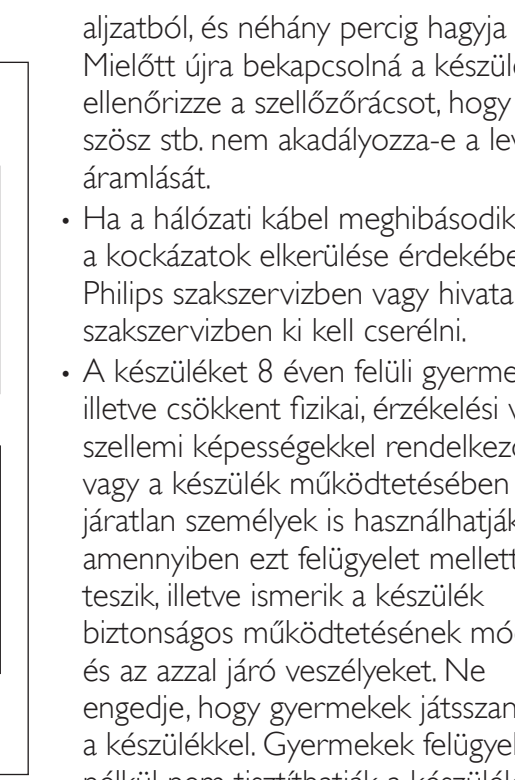 aljzatból, és néhány percig hagyja
Mielőtt újra bekapcsolná a készülé
ellenőrizze a szellőzőrácsot, hogy
szösz stb. nem akadályozza-e a lev
áramlását.
• Ha a hálózati kábel meghibásodik
a kockázatok elkerülése érdekébe
Philips szakszervizben vagy hivata
szakszervizben ki kell cserélni.
• A készüléket 8 éven felüli gyerme
illetve csökkent fizikai, érzékelési v
szellemi képességekkel rendelkező
vagy a készülék működtetésében
járatlan személyek is használhatják
amennyiben ezt felügyelet mellett
teszik, illetve ismerik a készülék
biztonságos működtetésének mó
és az azzal járó veszélyeket. Ne
engedje, hogy gyermekek játsszan
a készülékkel. Gyermekek felügyel
nélkül nem tisztíthatják a készülék